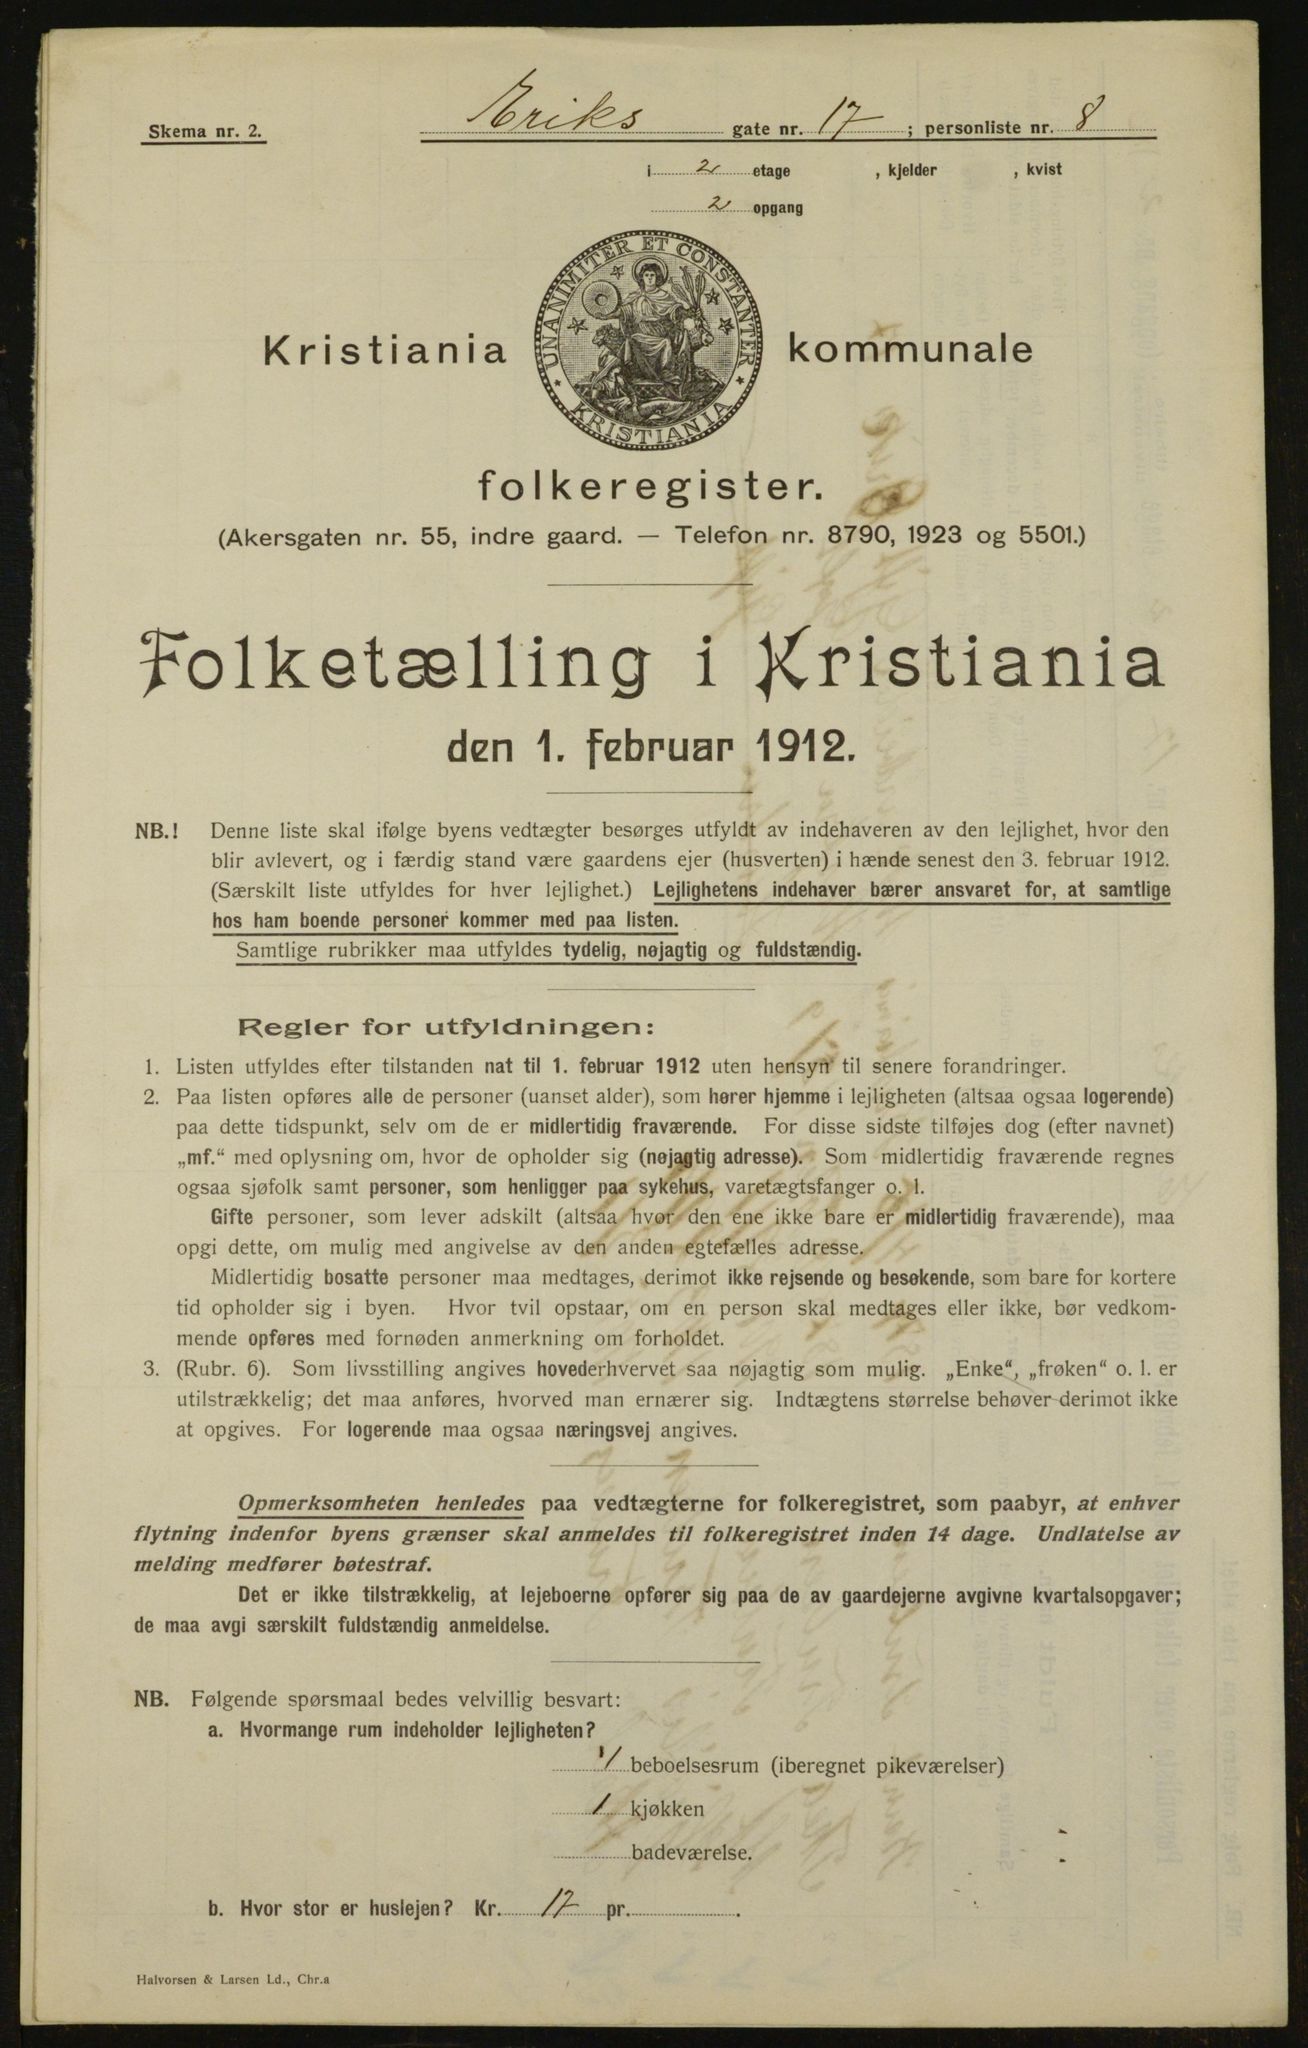 Skema nr. 2.
Eriks gate nr. 17 ; personliste nr. 8
i 2 etage , kjelder , kvist
2 opgang
UNANIMITER ET CONSTANTER
KRISTIANIA
Kristiania kommunale
folkeregister.
(Akersgaten nr. 55, indre gaard. — Telefon nr. 8790, 1923 og 5501.)
Folketælling i Kristiania
den 1. februar 1912.
NB.! Denne liste skal ifølge byens vedtægter besørges utfyldt av indehaveren av den lejlighet, hvor den
blir avlevert, og i færdig stand være gaardens ejer (husverten) i hænde senest den 3. februar 1912.
(Særskilt liste utfyldes for hver lejlighet.) Lejlighetens indehaver bærer ansvaret for, at samtlige
hos ham boende personer kommer med paa listen.
Samtlige rubrikker maa utfyldes tydelig, nøjagtig og fuldstændig.
Regler for utfyldningen:
1. Listen utfyldes efter tilstanden nat til 1. februar 1912 uten hensyn til senere forandringer.
2. Paa listen opføres alle de personer (uanset alder), som hører hjemme i lejligheten (altsaa ogsaa logerende)
paa dette tidspunkt, selv om de er midlertidig fraværende. For disse sidste tilføjes dog (efter navnet)
„mf.“ med oplysning om, hvor de opholder sig (nøjagtig adresse). Som midlertidig fraværende regnes
ogsaa sjøfolk samt personer, som henligger paa sykehus, varetægtsfanger o. l.
Gifte personer, som lever adskilt (altsaa hvor den ene ikke bare er midlertidig fraværende), maa
opgi dette, om mulig med angivelse av den anden egtefælles adresse.
Midlertidig bosatte personer maa medtages, derimot ikke rejsende og besøkende, som bare for kortere
tid opholder sig i byen. Hvor tvil opstaar, om en person skal medtages eller ikke, bør vedkom-
mende opføres med fornøden anmerkning om forholdet.
3. (Rubr. 6). Som livsstilling angives hovederhvervet saa nøjagtig som mulig. „Enke“, „frøken“ o. l. er
utilstrækkelig; det maa anføres, hvorved man ernærer sig. Indtægtens størrelse behøver derimot ikke
at opgives. For logerende maa ogsaa næringsvej angives.
Opmerksomheten henledes paa vedtægterne for folkeregistret, som paabyr, at enhver
flytning indenfor byens grænser skal anmeldes til folkeregistret inden 14 dage. Undlatelse av
melding medfører bøtestraf.
Det er ikke tilstrækkelig, at lejeboerne opfører sig paa de av gaardejerne avgivne kvartalsopgaver;
de maa avgi særskilt fuldstændig anmeldelse.
NB. Følgende spørsmaal bedes velvillig besvart:
a. Hvormange rum indeholder lejligheten?
1 beboelsesrum (iberegnet pikeværelser)
1 kjøkken
badeværelse.
b. Hvor stor er huslejen? Kr. 17 pr. .
Halvorsen & Larsen Ld., Chr.a